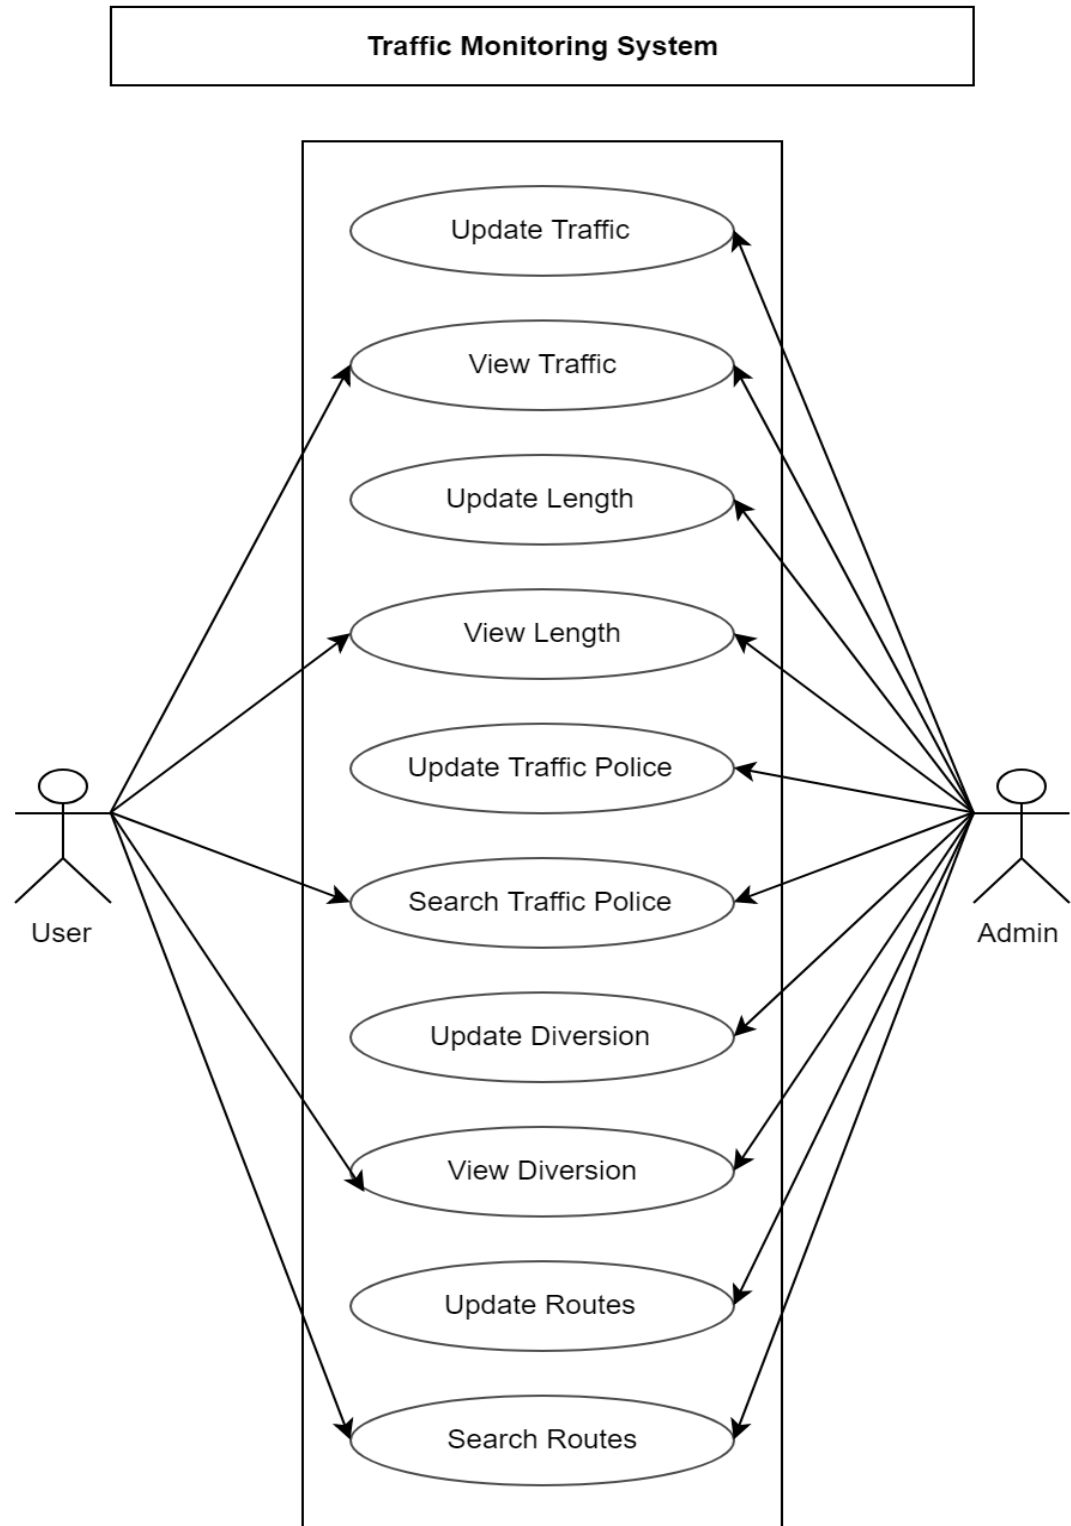 Traffic Monitoring System
Update Traffic
View Traffic
Update Length
View Length
Update Traffic Police
Search Traffic Police
User
Admin
Update Diversion
View Diversion
Update Routes
Search Routes